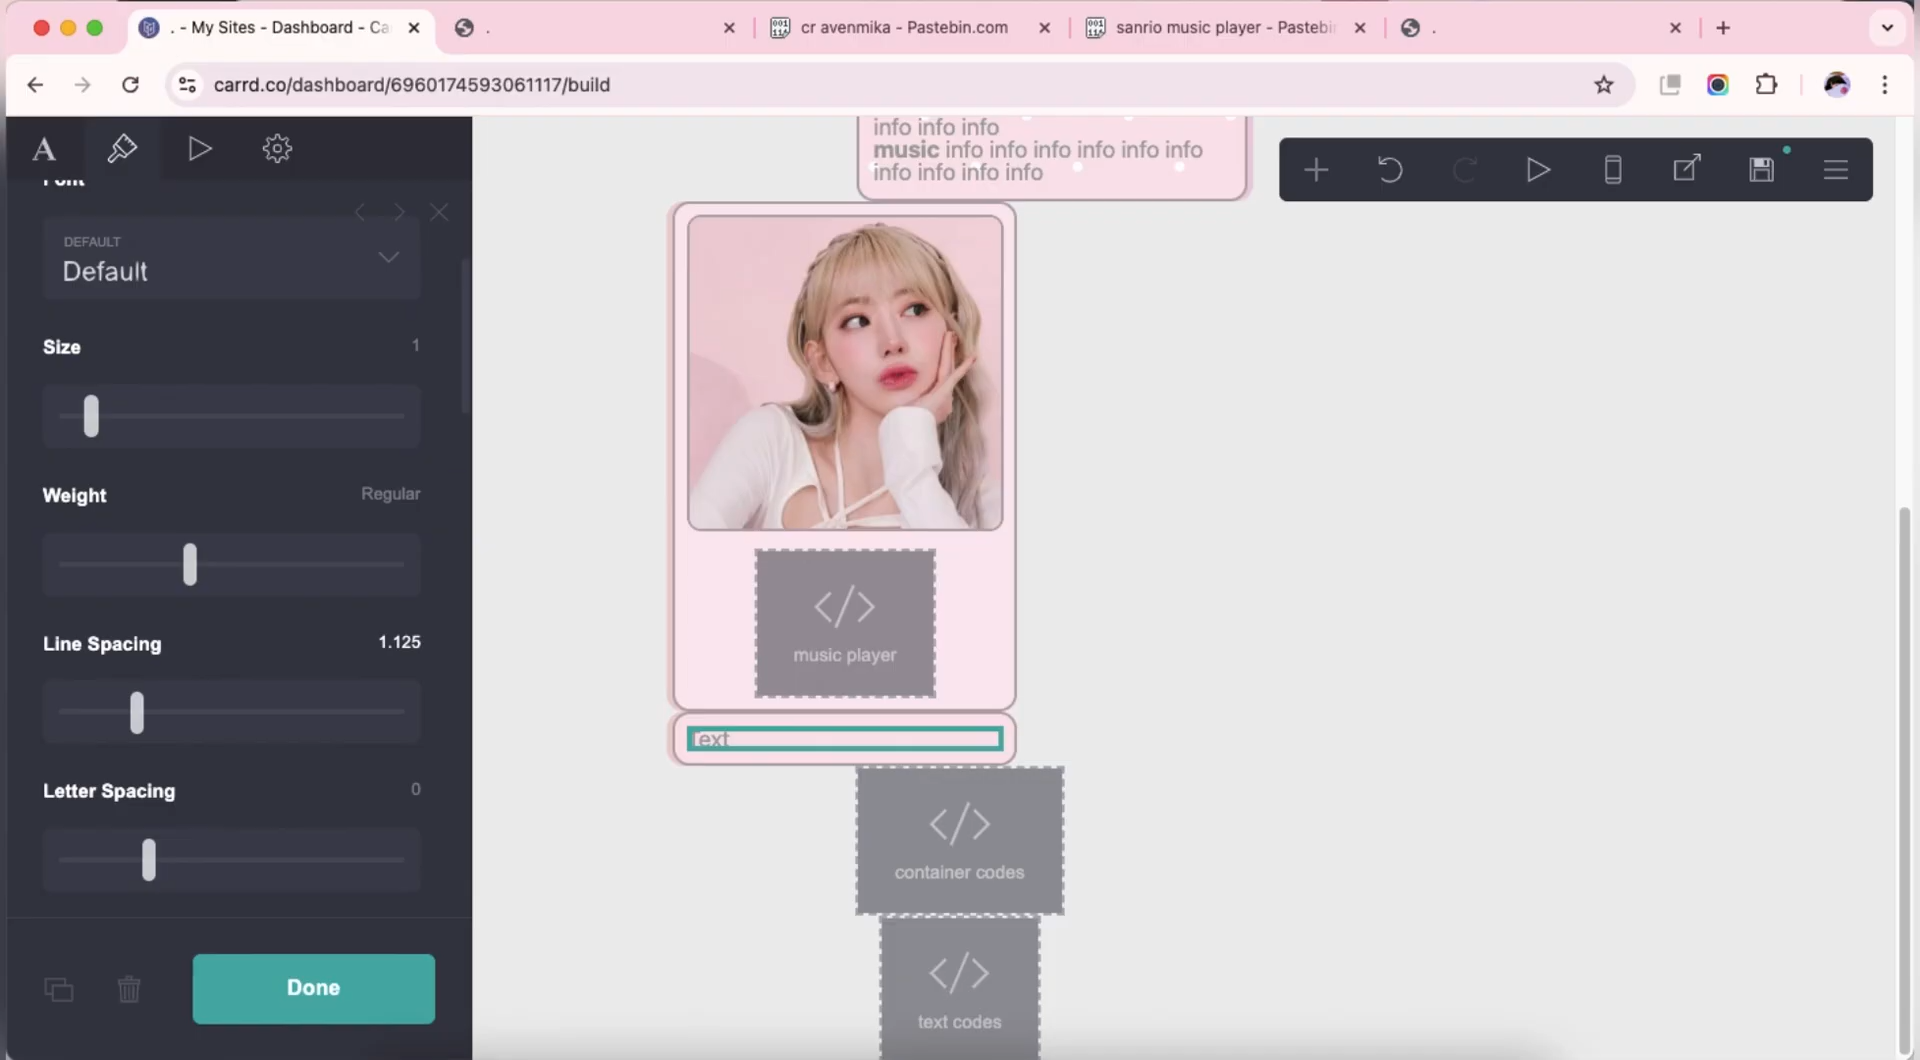 . - My Sites - Dashboard - Ca
.
cr avenmika - Pastebin.com
sanrio music player - Pastebi
.
carrd.co/dashboard/6960174593061117/build
A
Font
DEFAULT
Default
Size
1
Weight
Regular
Line Spacing
1.125
Letter Spacing
0
Done
info info info
music info info info info info info
info info info info
</>
music player
Text
</>
container codes
</>
text codes